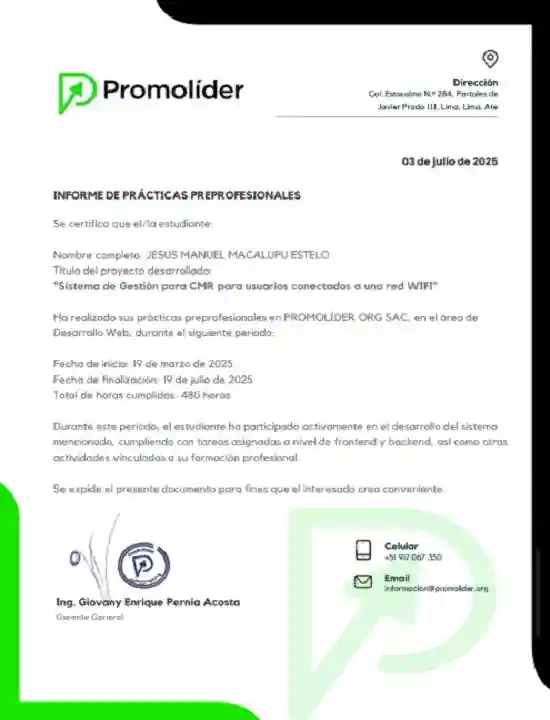 Promolíder
Dirección
Cal. Estocolmo N.º 284, Portales de
Javier Prado III, Lima, Lima, Ate
03 de julio de 2025
INFORME DE PRÁCTICAS PREPROFESIONALES
Se certifica que el/la estudiante:
Nombre completo: JESUS MANUEL MACALUPU ESTELO
Título del proyecto desarrollado:
"Sistema de Gestión para CMR para usuarios conectados a una red WIFI"
Ha realizado sus prácticas preprofesionales en PROMOLÍDER ORG SAC, en el área de
Desarrollo Web, durante el siguiente periodo:
Fecha de inicio: 19 de marzo de 2025
Fecha de finalización: 19 de julio de 2025
Total de horas cumplidas: 480 horas
Durante este periodo, el estudiante ha participado activamente en el desarrollo del sistema
mencionado, cumpliendo con tareas asignadas a nivel de frontend y backend, así como otras
actividades vinculadas a su formación profesional.
Se expide el presente documento para fines que el interesado crea conveniente.
Celular
+51 917 067 350
Email
informacion@promolider.org
Ing. Giovany Enrique Pernia Acosta
Gerente General